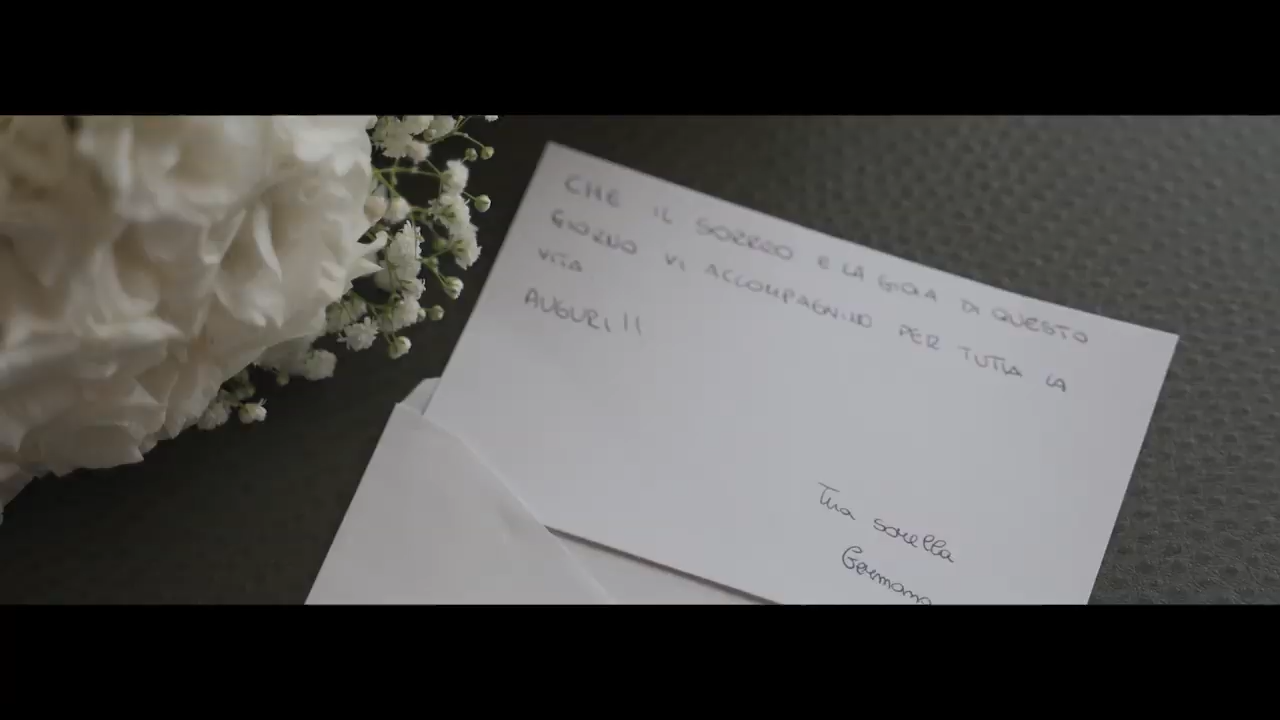 CHE IL SORRISO E LA GIOIA DI QUESTO
GIORNO VI ACCOMPAGNINO PER TUTTA LA
VITA
AUGURI!!
Tua sorella
Germana